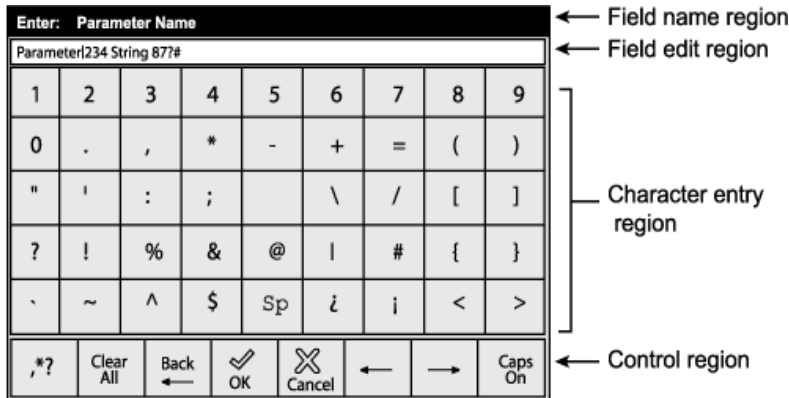 Enter: Parameter Name
Field name region
Parameter|234 String 87?#
Field edit region
1 2 3 4 5 6 7 8 9
0 . , * - + = ( )
" ' : ; \ / [ ]
Character entry
region
? ! % & @ | # { }
` ~ ^ $ Sp ¿ ¡ < >
,*? Clear All Back ← OK Cancel ← → Caps On
Control region